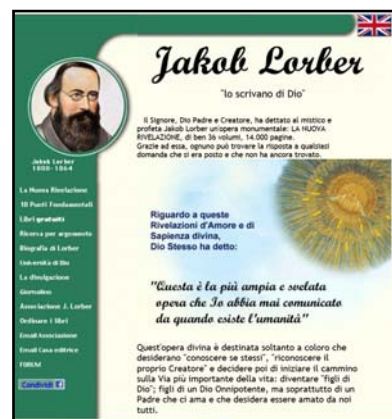 Jakob Lorber
"lo scrivano di Dio"
Il Signore, Dio Padre e Creatore, ha dettato al mistico e
profeta Jakob Lorber un'opera monumentale: LA NUOVA
RIVELAZIONE, di ben 36 volumi, 14.000 pagine.
Grazie ad essa, ognuno può trovare la risposta a qualsiasi
domanda che si era posto e che non ha ancora trovato.
Jakob Lorber
1800-1864
La Nuova Rivelazione
10 Punti Fondamentali
Libri gratuiti
Ricerca per argomento
Biografia di Lorber
Università di Dio
La divulgazione
Giornalino
Associazione J. Lorber
Ordinare i libri
Email Associazione
Email Casa editrice
FORUM
Condividi
Riguardo a queste
Rivelazioni d'Amore e di
Sapienza divina,
Dio Stesso ha detto:
"Questa è la più ampia e svelata
opera che Io abbia mai comunicato
da quando esiste l'umanità"
Quest'opera divina è destinata soltanto a coloro che
desiderano "conoscere se stessi", "riconoscere il
proprio Creatore" e decidere poi di iniziare il cammino
sulla Via più importante della vita: diventare "figli di
Dio"; figli di un Dio Onnipotente, ma soprattutto di un
Padre che ci ama e che desidera essere amato da noi
tutti.